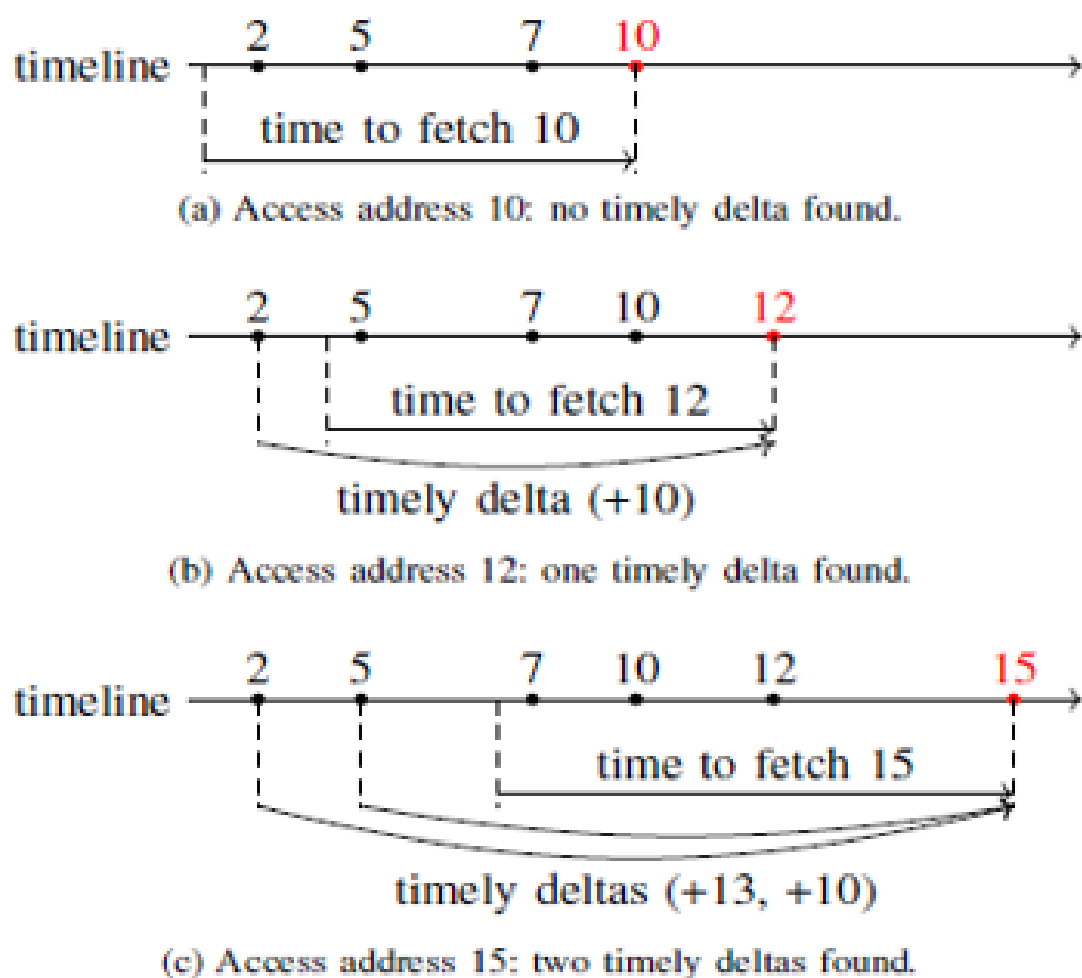 2 5 7 10
timeline
time to fetch 10
(a) Access address 10: no timely delta found.
2 5 7 10 12
timeline
time to fetch 12
timely delta (+10)
(b) Access address 12: one timely delta found.
2 5 7 10 12 15
timeline
time to fetch 15
timely deltas (+13, +10)
(c) Access address 15: two timely deltas found.